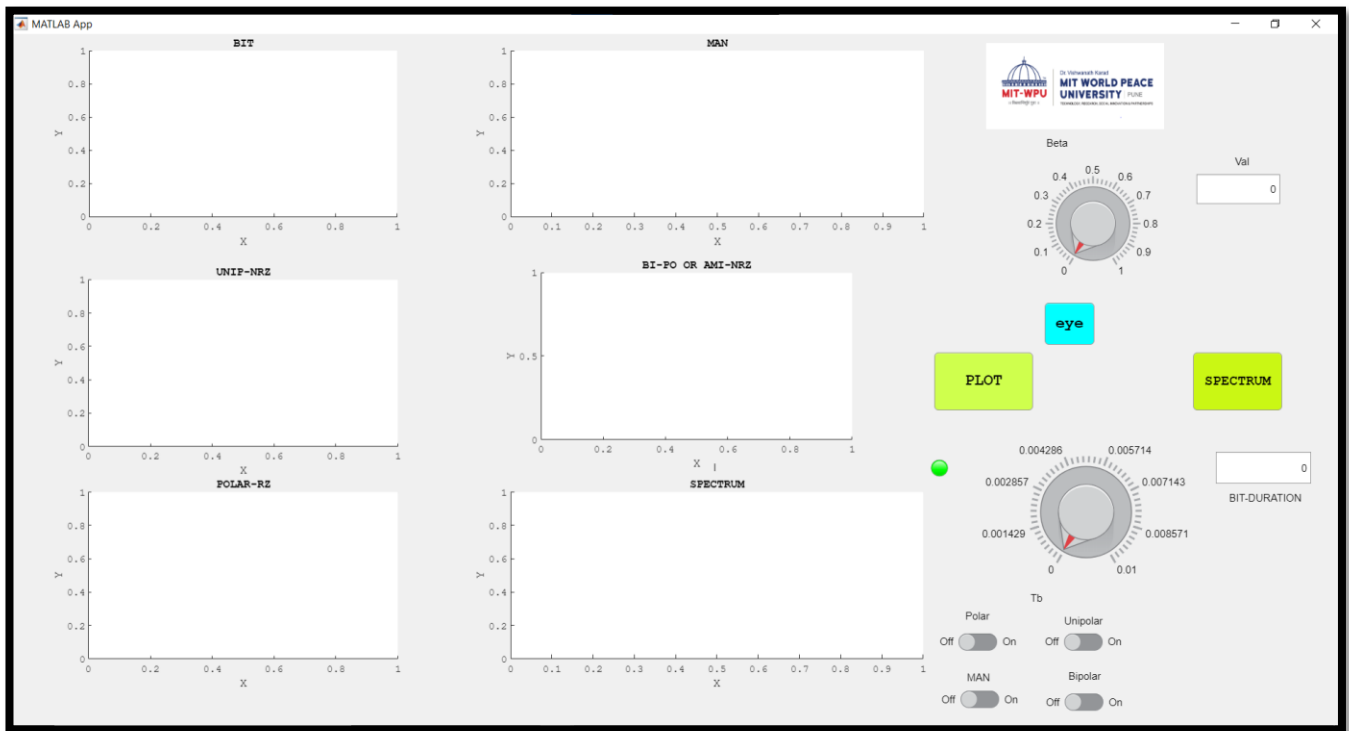 MATLAB App
BIT
1
0.8
0.6
0.4
0.2
0
Y
0 0.2 0.4 0.6 0.8 1
X
MAN
1
0.8
0.6
0.4
0.2
0
Y
0 0.1 0.2 0.3 0.4 0.5 0.6 0.7 0.8 0.9 1
X
UNIP-NRZ
1
0.8
0.6
0.4
0.2
0
Y
0 0.2 0.4 0.6 0.8 1
X
BI-PO OR AMI-NRZ
1
Y 0.5
0
0 0.2 0.4 0.6 0.8 1
X
POLAR-RZ
1
0.8
0.6
0.4
0.2
0
Y
0 0.2 0.4 0.6 0.8 1
X
SPECTRUM
1
0.8
0.6
0.4
0.2
0
Y
0 0.1 0.2 0.3 0.4 0.5 0.6 0.7 0.8 0.9 1
X
MIT-WPU
Dr. Vishwanath Karad
MIT WORLD PEACE
UNIVERSITY PUNE
Beta
0 0.1 0.2 0.3 0.4 0.5 0.6 0.7 0.8 0.9 1
Val
0
eye
PLOT
SPECTRUM
0 0.001429 0.002857 0.004286 0.005714 0.007143 0.008571 0.01
Tb
0
BIT-DURATION
Polar
Off On
Unipolar
Off On
MAN
Off On
Bipolar
Off On